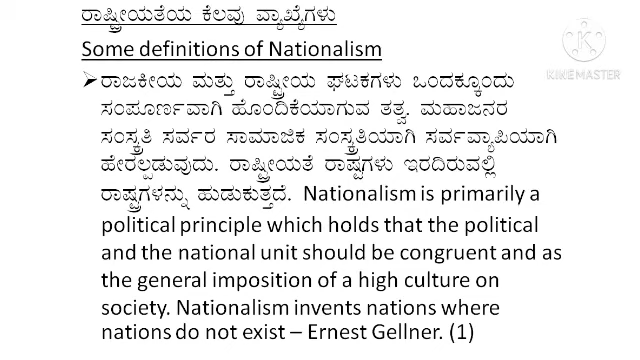 ರಾಷ್ಟ್ರೀಯತೆಯ ಕೆಲವು ವ್ಯಾಖ್ಯೆಗಳು
Some definitions of Nationalism
➢ರಾಜಕೀಯ ಮತ್ತು ರಾಷ್ಟ್ರೀಯ ಘಟಕಗಳು ಒಂದಕ್ಕೊಂದು
ಸಂಪೂರ್ಣವಾಗಿ ಹೊಂದಿಕೆಯಾಗುವ ತತ್ವ. ಮಹಾಜನರ
ಸಂಸ್ಕ್ರತಿ ಸರ್ವರ ಸಾಮಾಜಿಕ ಸಂಸ್ಕ್ರತಿಯಾಗಿ ಸರ್ವವ್ಯಾಪಿಯಾಗಿ
ಹೇರಲ್ಪಡುವುದು. ರಾಷ್ಟ್ರೀಯತೆ ರಾಷ್ಟ್ರಗಳು ಇರದಿರುವಲ್ಲಿ
ರಾಷ್ಟ್ರಗಳನ್ನು ಹುಡುಕುತ್ತದೆ. Nationalism is primarily a
political principle which holds that the political
and the national unit should be congruent and as
the general imposition of a high culture on
society. Nationalism invents nations where
nations do not exist – Ernest Gellner. (1)
KINEMASTER